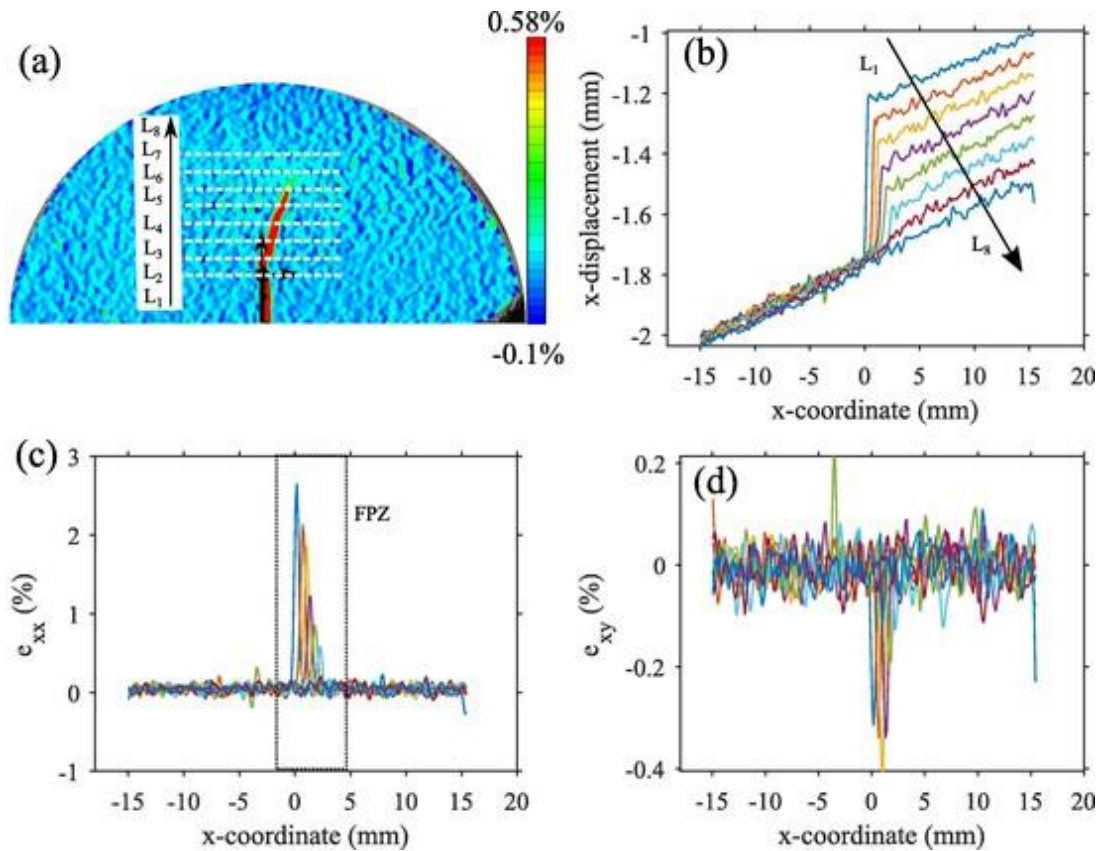 (a)
0.58%
-0.1%
L8
L7
L6
L5
L4
L3
L2
L1
(b)
x-displacement (mm)
-1
-1.2
-1.4
-1.6
-1.8
-2
L1
L8
-15 -10 -5 0 5 10 15 20
x-coordinate (mm)
(c)
exx (%)
3
2
1
0
-1
FPZ
-15 -10 -5 0 5 10 15 20
x-coordinate (mm)
(d)
exy (%)
0.2
0
-0.2
-0.4
-15 -10 -5 0 5 10 15 20
x-coordinate (mm)